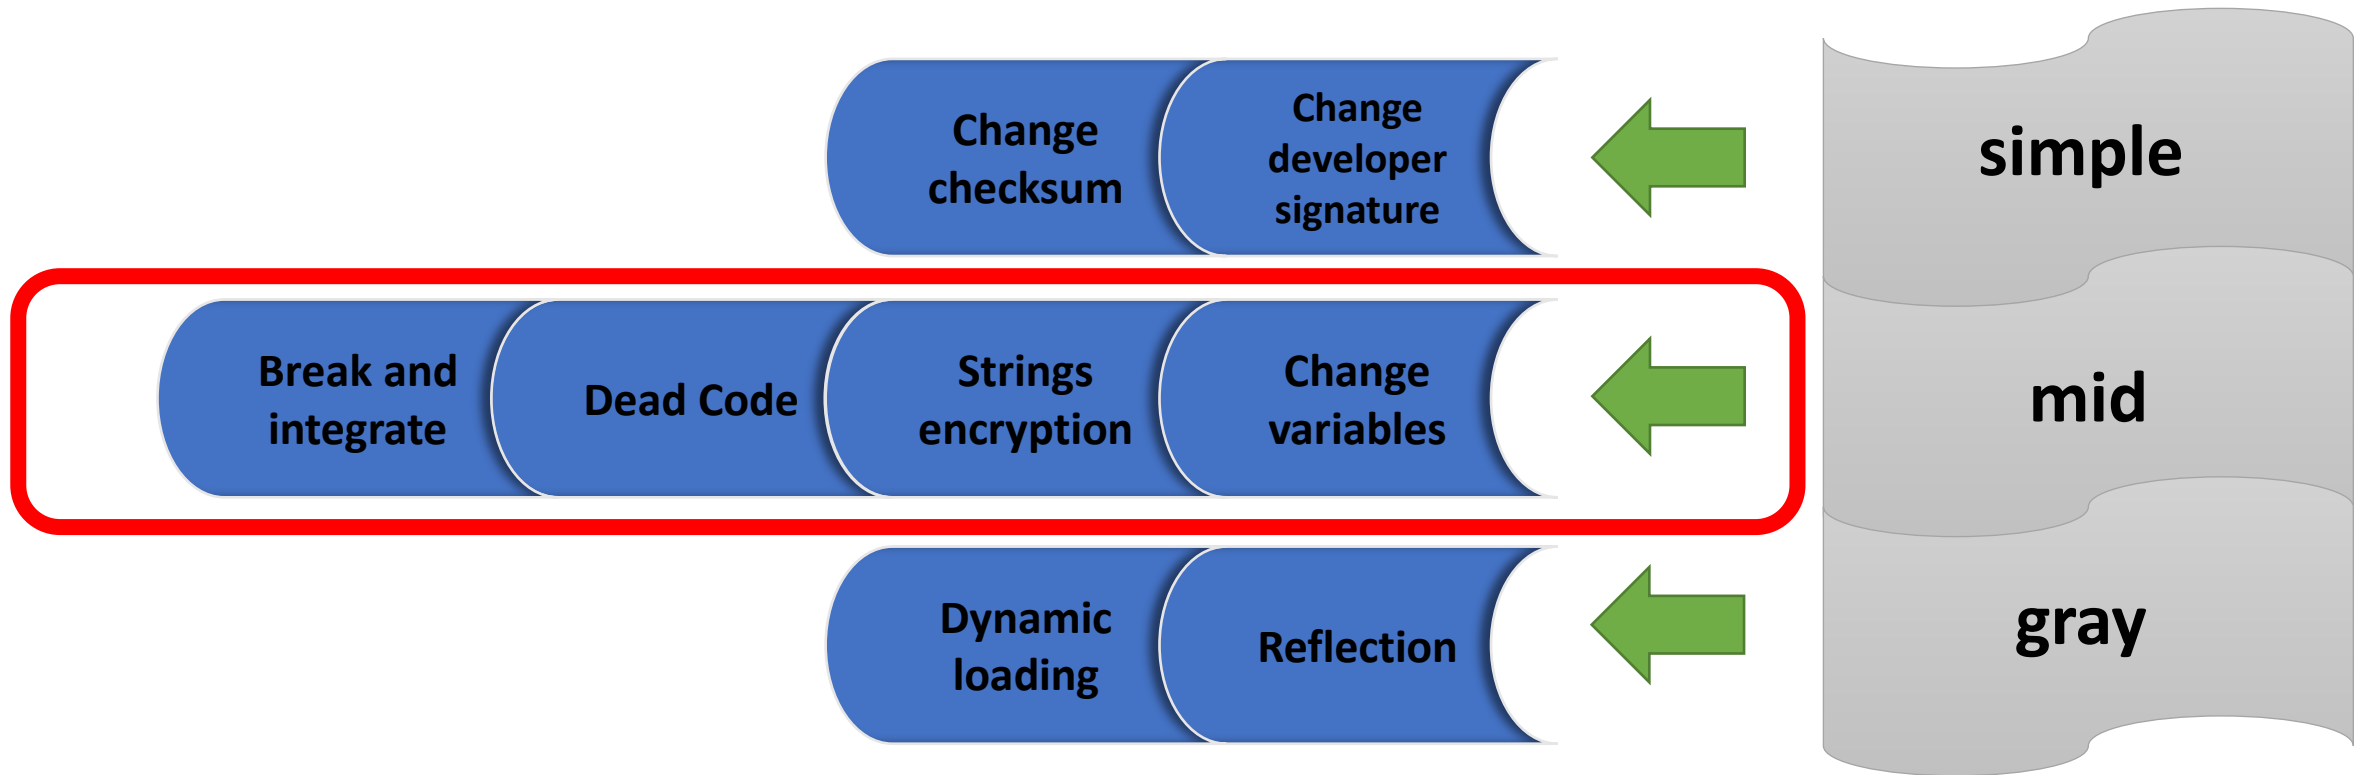 Change
checksum
Change
developer
signature
simple
Break and
integrate
Dead Code
Strings
encryption
Change
variables
mid
Dynamic
loading
Reflection
gray